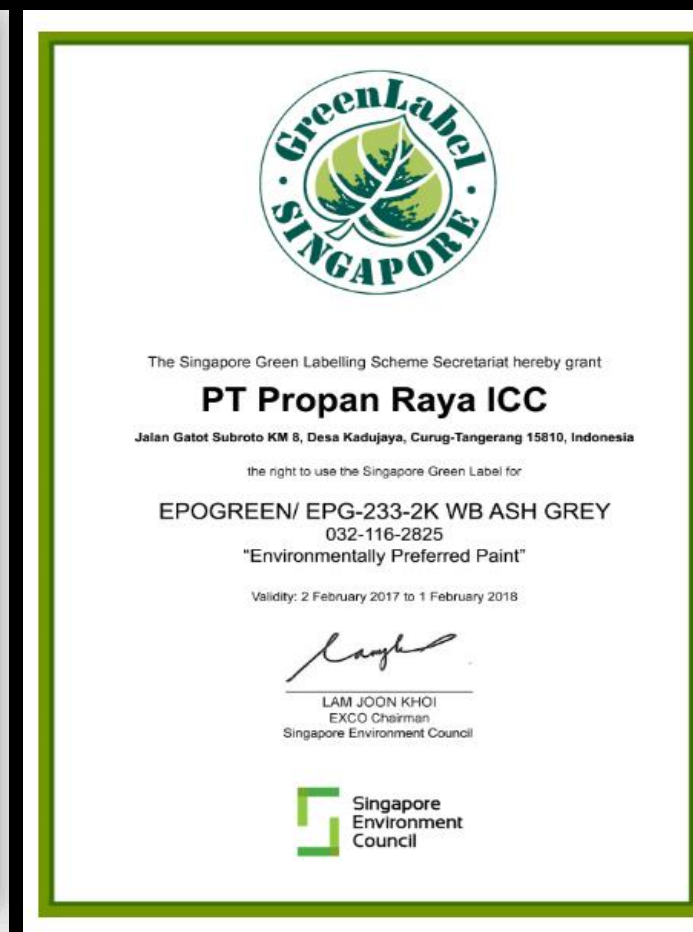 GreenLabel
SINGAPORE
The Singapore Green Labelling Scheme Secretariat hereby grant
PT Propan Raya ICC
Jalan Gatot Subroto KM 8, Desa Kadujaya, Curug-Tangerang 15810, Indonesia
the right to use the Singapore Green Label for
EPOGREEN/ EPG-233-2K WB ASH GREY
032-116-2825
“Environmentally Preferred Paint”
Validity: 2 February 2017 to 1 February 2018
LAM JOON KHOI
EXCO Chairman
Singapore Environment Council
Singapore
Environment
Council